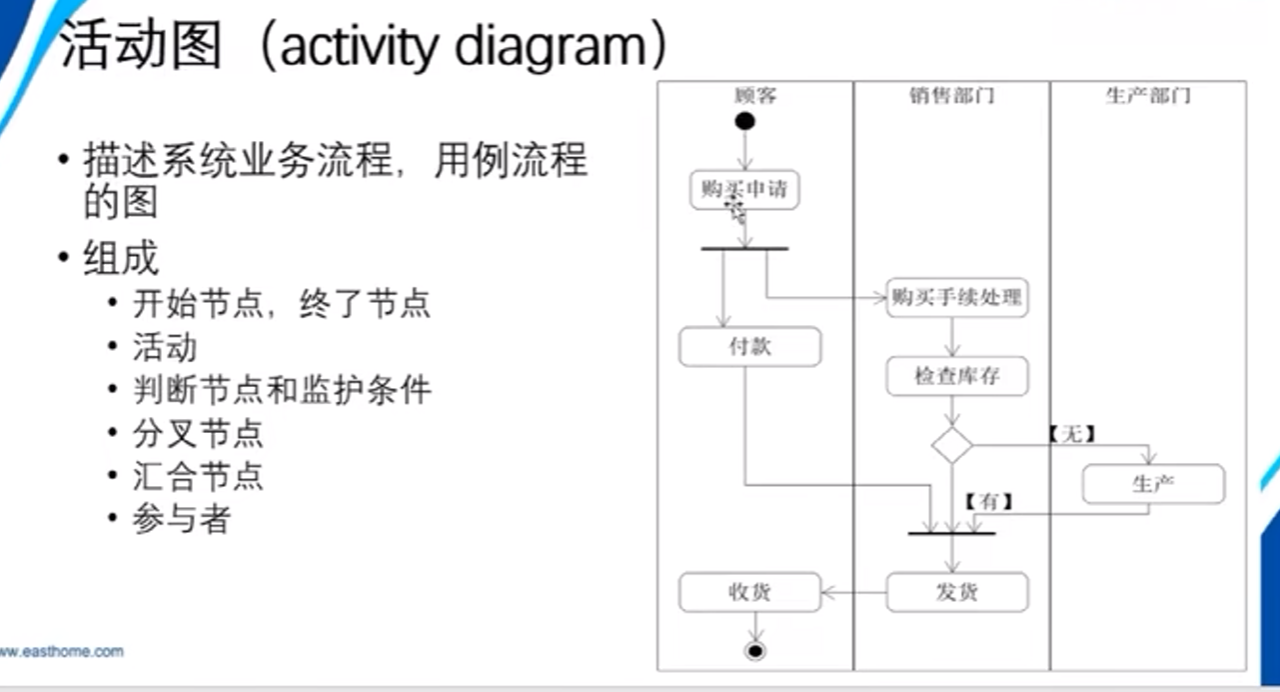 活动图（activity diagram）
• 描述系统业务流程，用例流程
的图
• 组成
• 开始节点，终了节点
• 活动
• 判断节点和监护条件
• 分叉节点
• 汇合节点
• 参与者
顾客
销售部门
生产部门
购买申请
购买手续处理
付款
检查库存
【无】
生产
【有】
收货
发货
ww.easthome.com